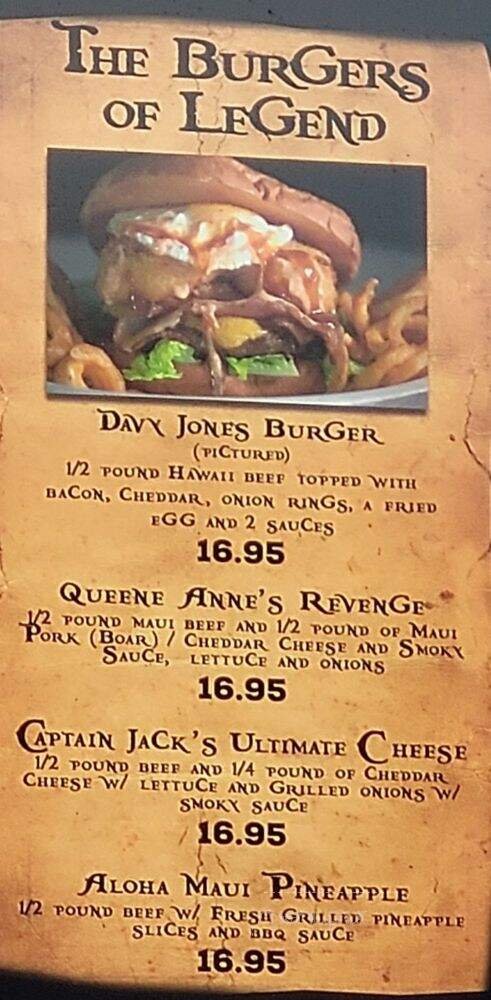 The Burgers
of Legend
Davy Jones Burger
(pictured)
1/2 pound Hawaii beef topped with
bacon, Cheddar, onion rings, a fried
egg and 2 sauces
16.95
Queene Anne's Revenge
1/2 pound Maui beef and 1/2 pound of Maui
Pork (Boar) / Cheddar Cheese and Smoky
Sauce, lettuce and onions
16.95
Captain Jack's Ultimate Cheese
1/2 pound beef and 1/4 pound of Cheddar
Cheese w/ lettuce and Grilled onions w/
smoky sauce
16.95
Aloha Maui Pineapple
1/2 pound beef w/ Fresh Grilled pineapple
slices and BBQ sauce
16.95